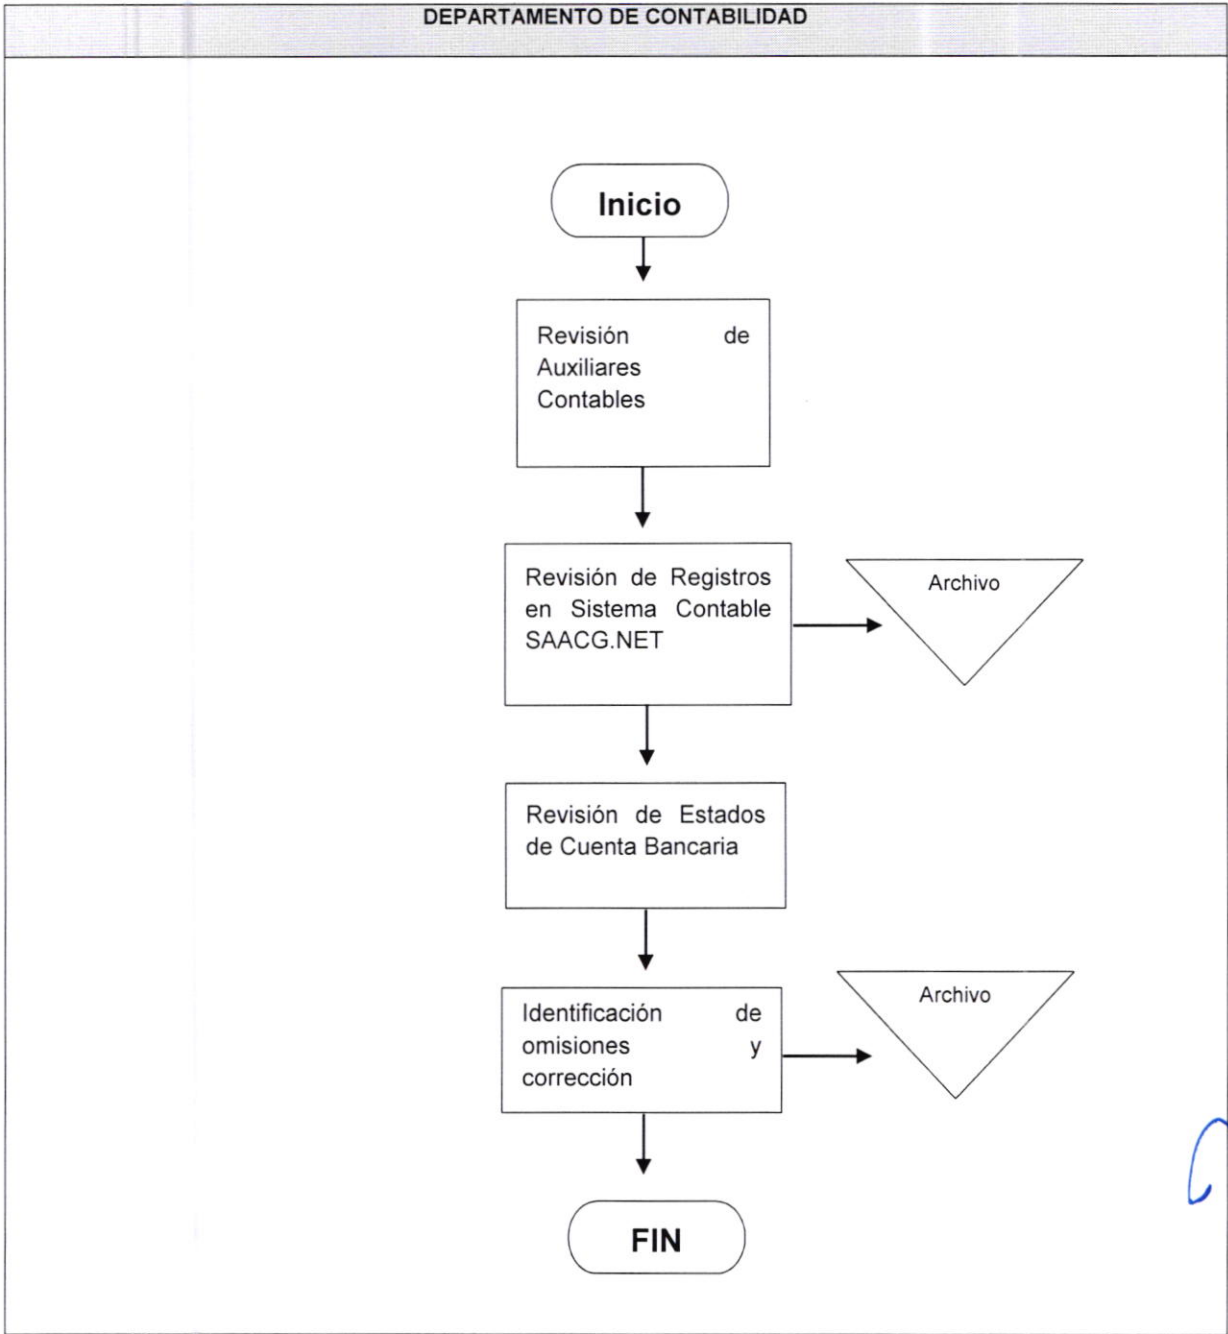 DEPARTAMENTO DE CONTABILIDAD
Inicio
Revisión de
Auxiliares
Contables
Revisión de Registros
en Sistema Contable
SAACG.NET
Archivo
Revisión de Estados
de Cuenta Bancaria
Identificación de
omisiones y
corrección
Archivo
FIN